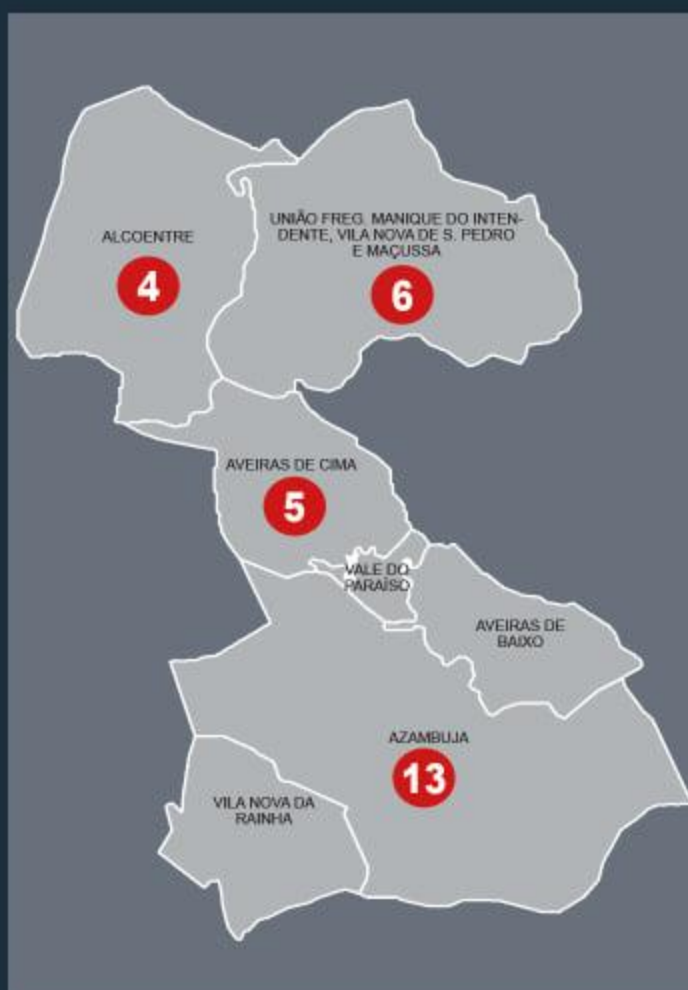 ALCOENTRE
4
UNIÃO FREG. MANIQUE DO INTEN-
DENTE, VILA NOVA DE S. PEDRO
E MAÇUSSA
6
AVEIRAS DE CIMA
5
VALE DO
PARAÍSO
AVEIRAS DE
BAIXO
AZAMBUJA
13
VILA NOVA DA
RAINHA